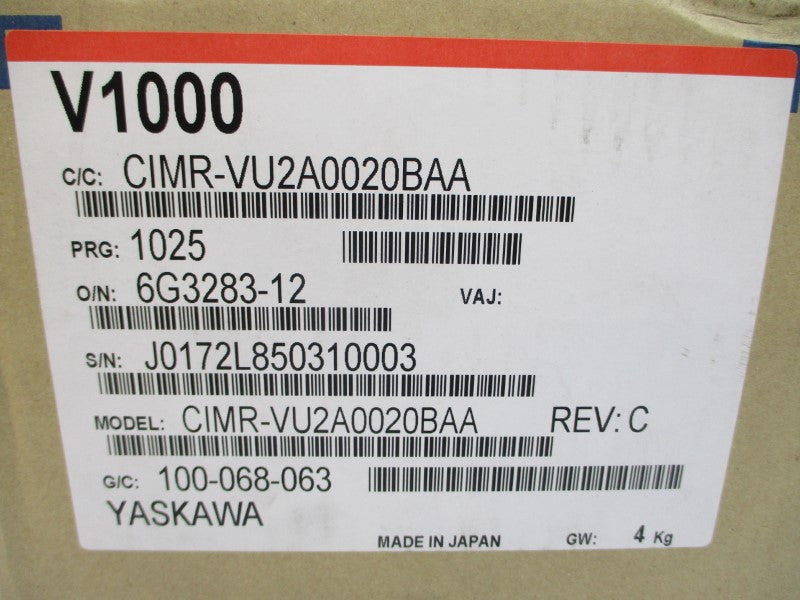 V1000
C/C: CIMR-VU2A0020BAA
PRG: 1025
O/N: 6G3283-12 VAJ:
S/N: J0172L850310003
MODEL: CIMR-VU2A0020BAA REV: C
G/C: 100-068-063
YASKAWA
MADE IN JAPAN GW: 4 Kg